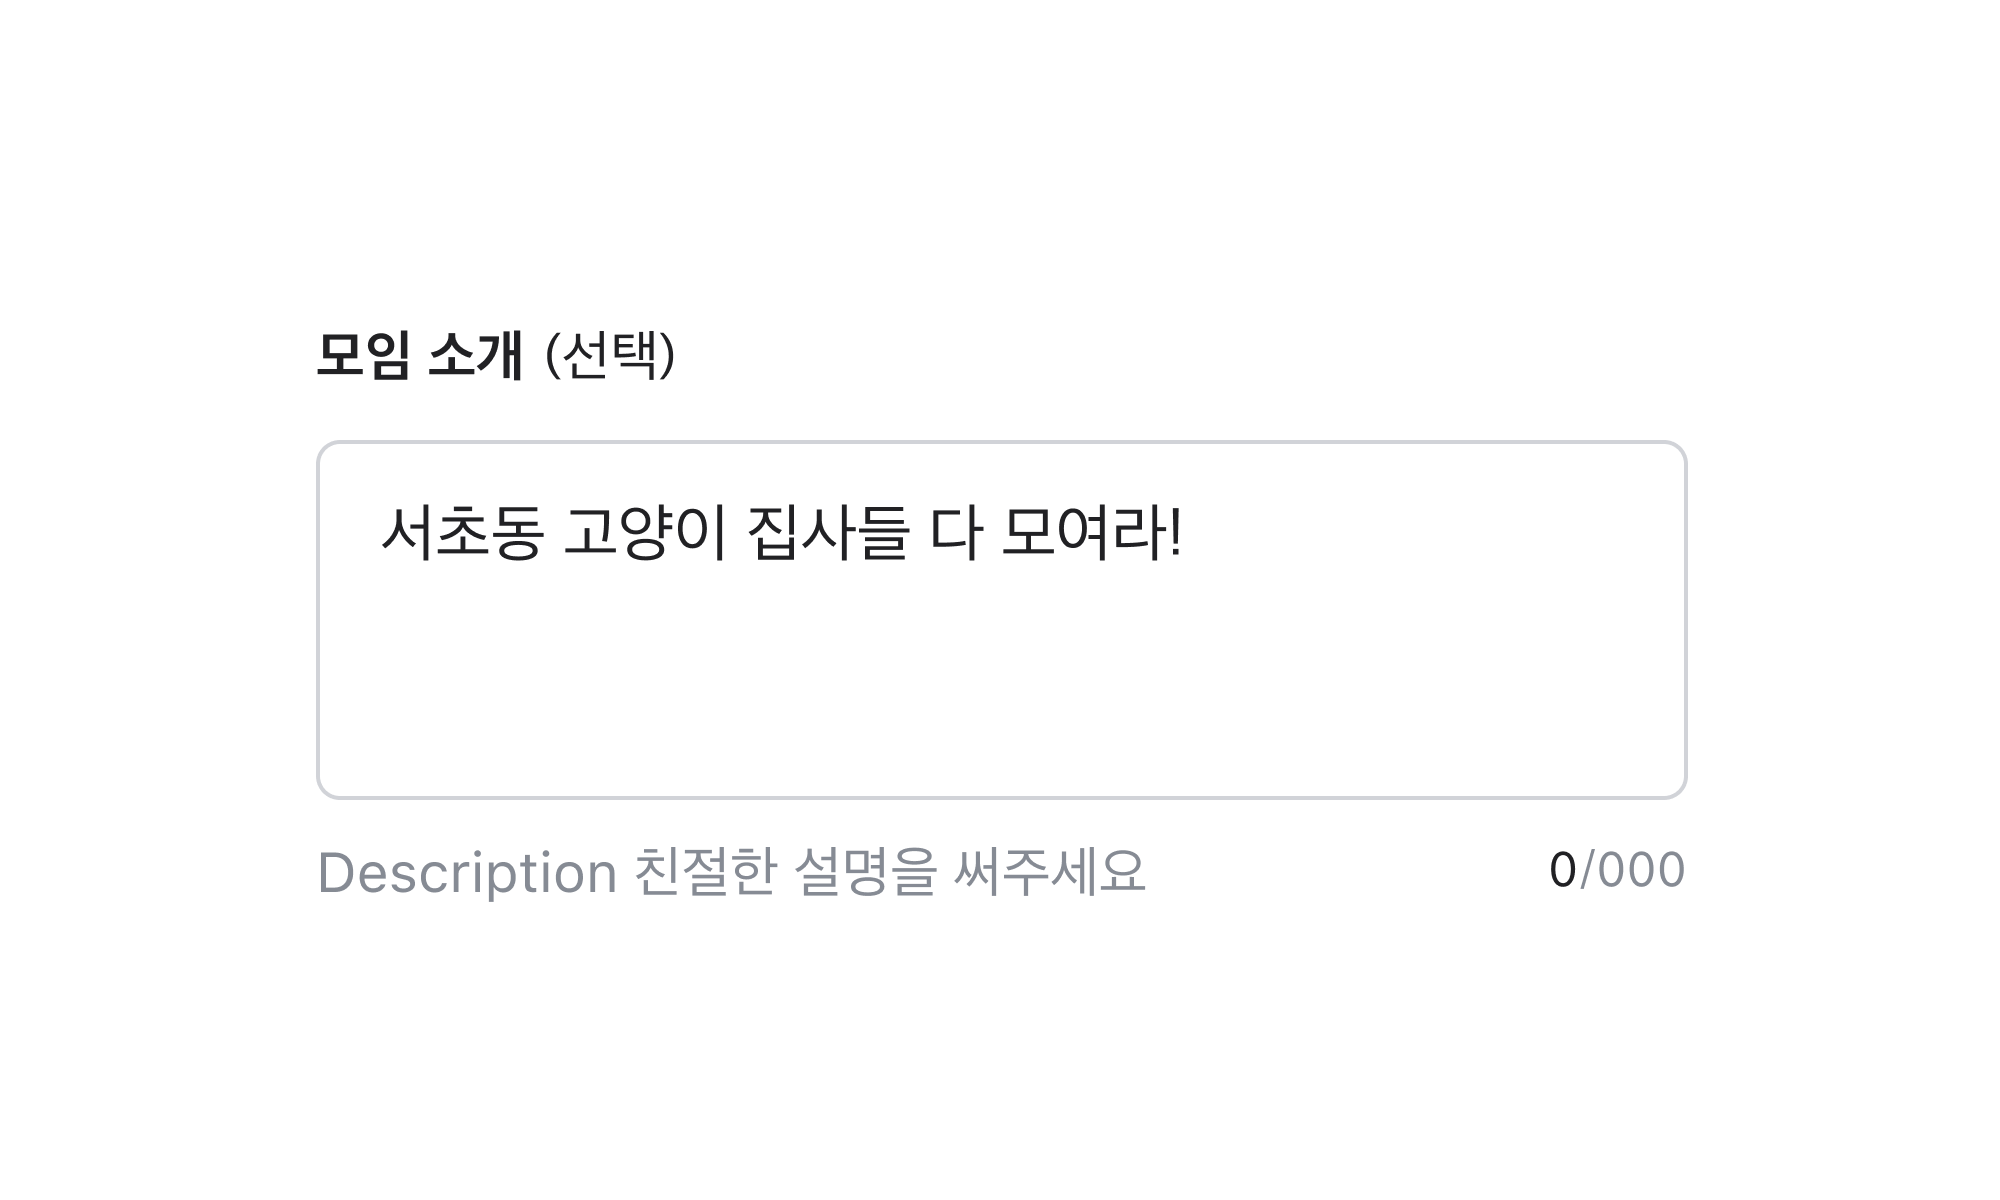 모임 소개 (선택)
서초동 고양이 집사들 다 모여라!
Description 친절한 설명을 써주세요
0/000